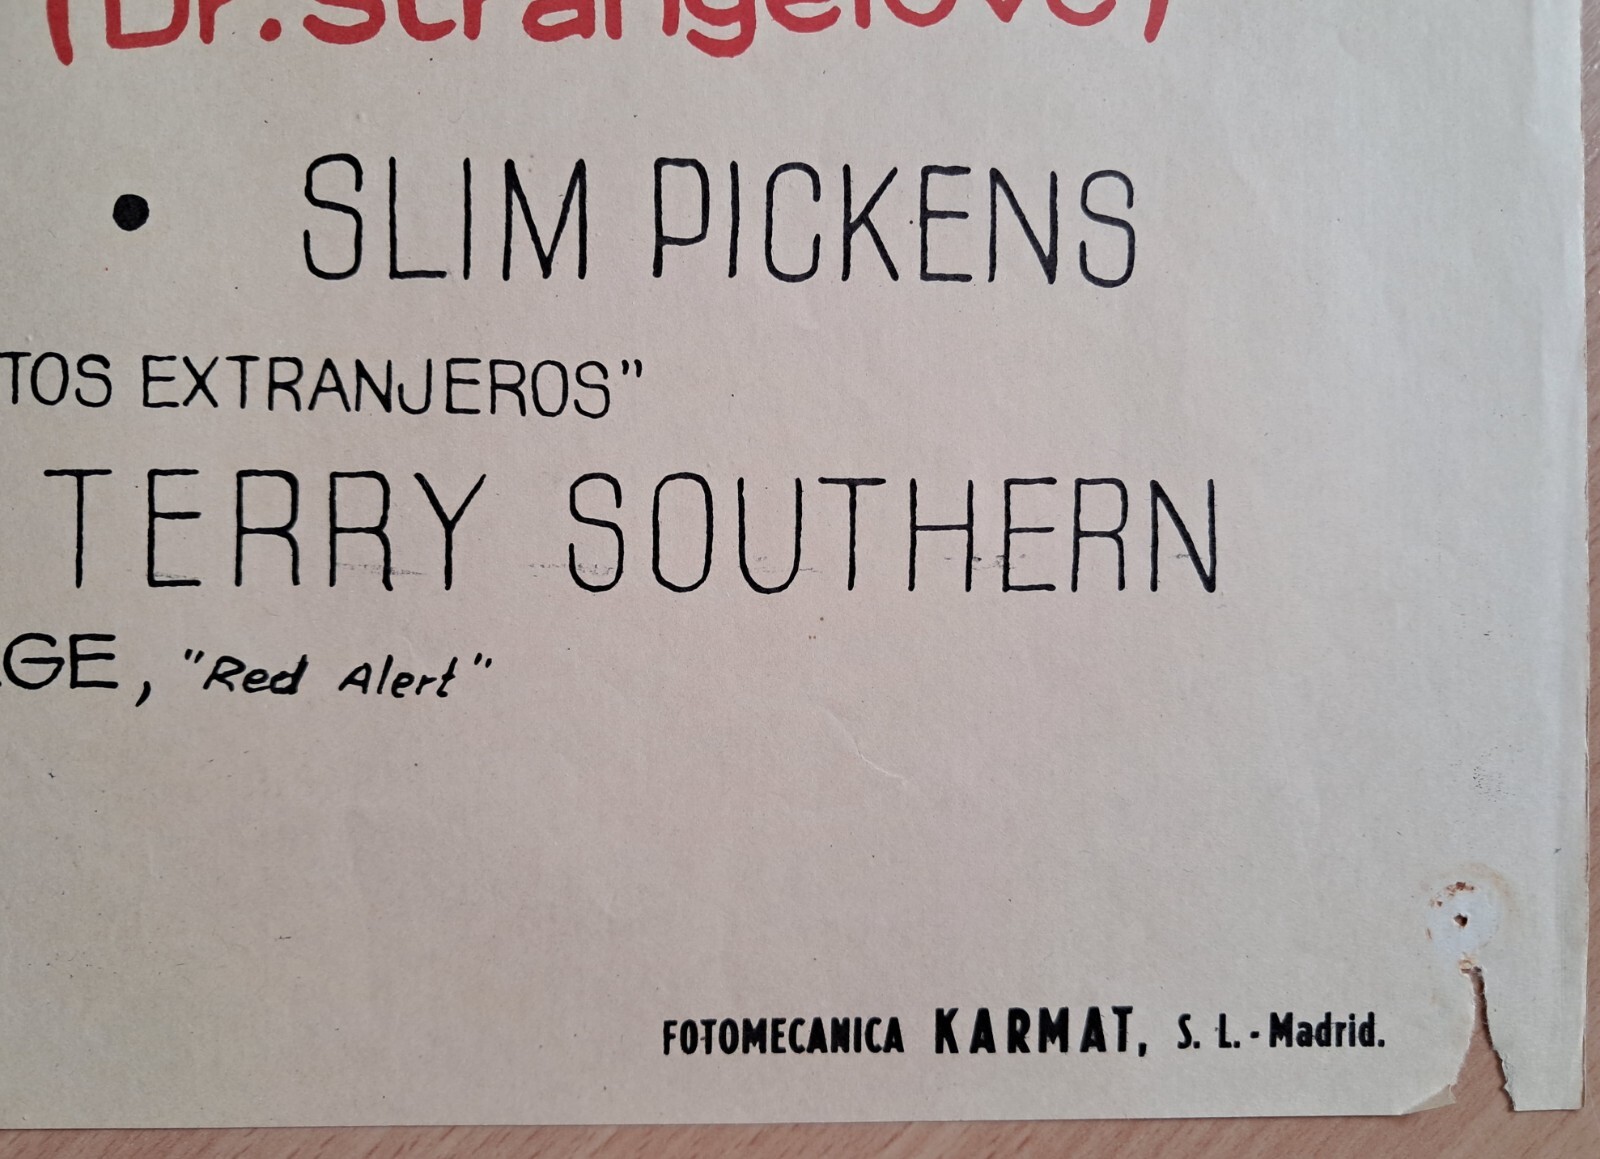 (Dr. Strangelove)
• SLIM PICKENS
TOS EXTRANJEROS”
TERRY SOUTHERN
GE, "Red Alert"
FOTOMECANICA KARMAT, S. L. - Madrid.